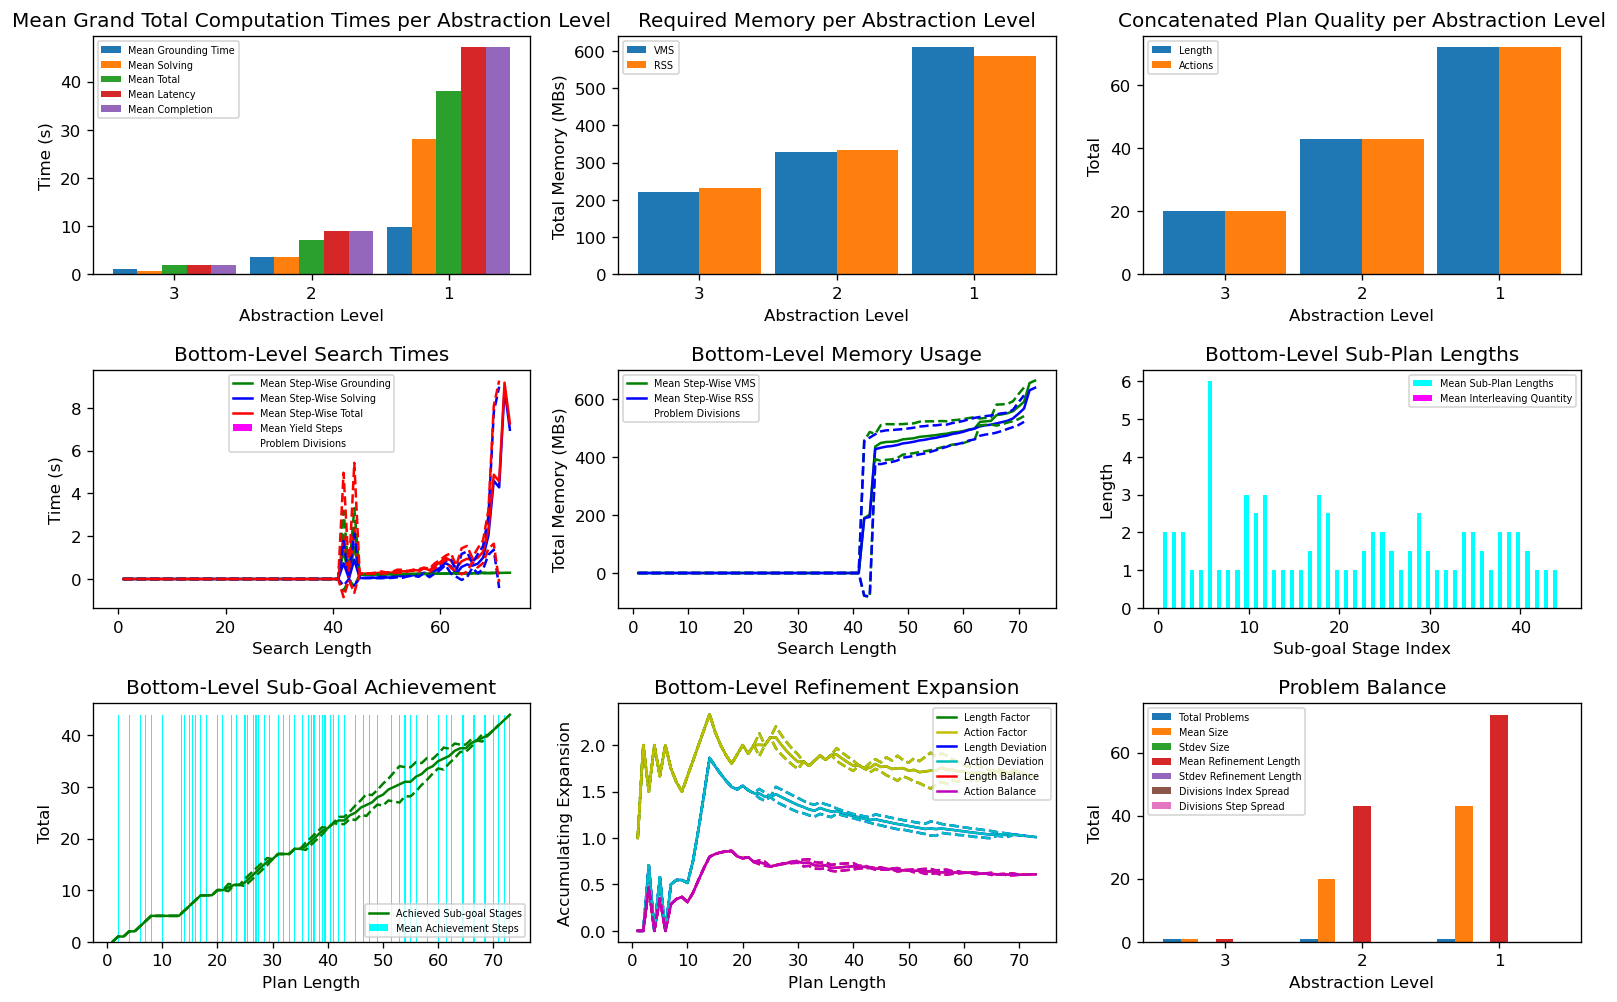 Mean Grand Total Computation Times per Abstraction Level
Time (s)
40
30
20
10
0
Mean Grounding Time
Mean Solving
Mean Total
Mean Latency
Mean Completion
3 2 1
Abstraction Level
Required Memory per Abstraction Level
Total Memory (MBs)
600
500
400
300
200
100
0
VMS
RSS
3 2 1
Abstraction Level
Concatenated Plan Quality per Abstraction Level
Total
60
40
20
0
Length
Actions
3 2 1
Abstraction Level
Bottom-Level Search Times
Time (s)
8
6
4
2
0
Mean Step-Wise Grounding
Mean Step-Wise Solving
Mean Step-Wise Total
Mean Yield Steps
Problem Divisions
0 20 40 60
Search Length
Bottom-Level Memory Usage
Total Memory (MBs)
600
400
200
0
Mean Step-Wise VMS
Mean Step-Wise RSS
Problem Divisions
0 10 20 30 40 50 60 70
Search Length
Bottom-Level Sub-Plan Lengths
Length
6
5
4
3
2
1
0
Mean Sub-Plan Lengths
Mean Interleaving Quantity
0 10 20 30 40
Sub-goal Stage Index
Bottom-Level Sub-Goal Achievement
Total
40
30
20
10
0
Achieved Sub-goal Stages
Mean Achievement Steps
0 10 20 30 40 50 60 70
Plan Length
Bottom-Level Refinement Expansion
Accumulating Expansion
2.0
1.5
1.0
0.5
0.0
Length Factor
Action Factor
Length Deviation
Action Deviation
Length Balance
Action Balance
0 10 20 30 40 50 60 70
Plan Length
Problem Balance
Total
60
40
20
0
Total Problems
Mean Size
Stdev Size
Mean Refinement Length
Stdev Refinement Length
Divisions Index Spread
Divisions Step Spread
3 2 1
Abstraction Level